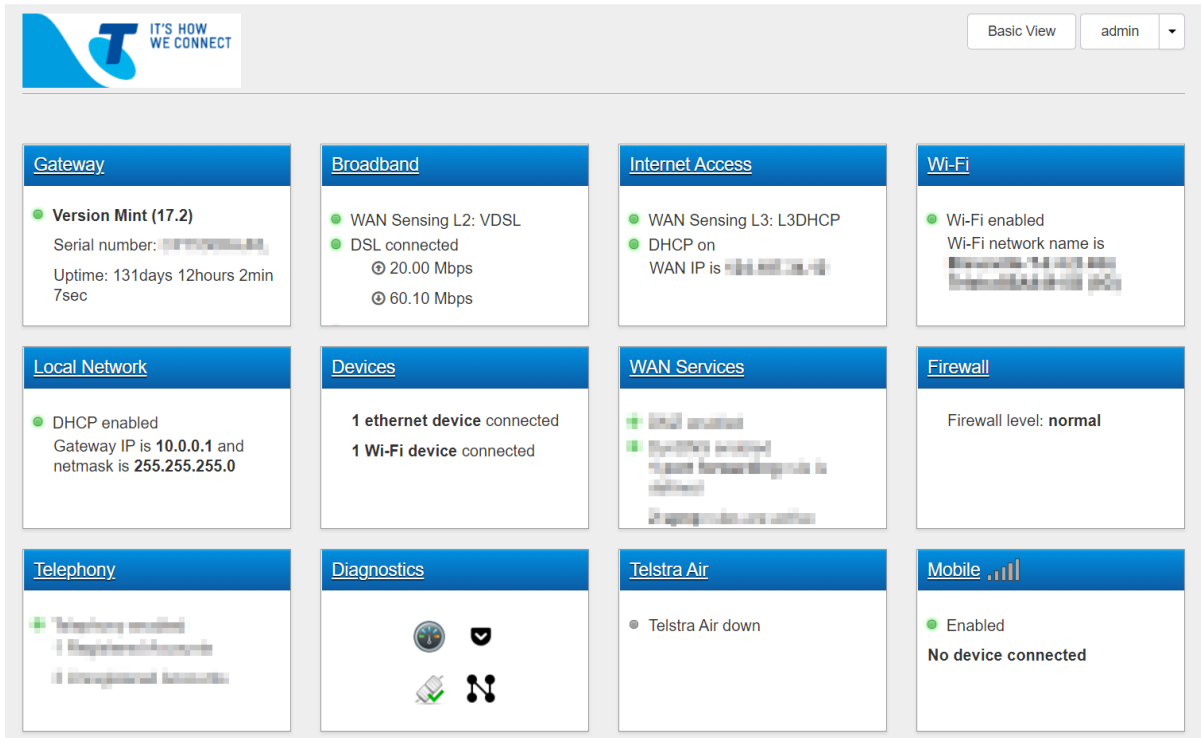 IT'S HOW
WE CONNECT
Basic View
admin
Gateway
Version Mint (17.2)
Serial number:
Uptime: 131days 12hours 2min
7sec
Broadband
WAN Sensing L2: VDSL
DSL connected
20.00 Mbps
60.10 Mbps
Internet Access
WAN Sensing L3: L3DHCP
DHCP on
WAN IP is
Wi-Fi
Wi-Fi enabled
Wi-Fi network name is
Local Network
DHCP enabled
Gateway IP is 10.0.0.1 and
netmask is 255.255.255.0
Devices
1 ethernet device connected
1 Wi-Fi device connected
WAN Services
Firewall
Firewall level: normal
Telephony
Diagnostics
Telstra Air
Telstra Air down
Mobile
Enabled
No device connected